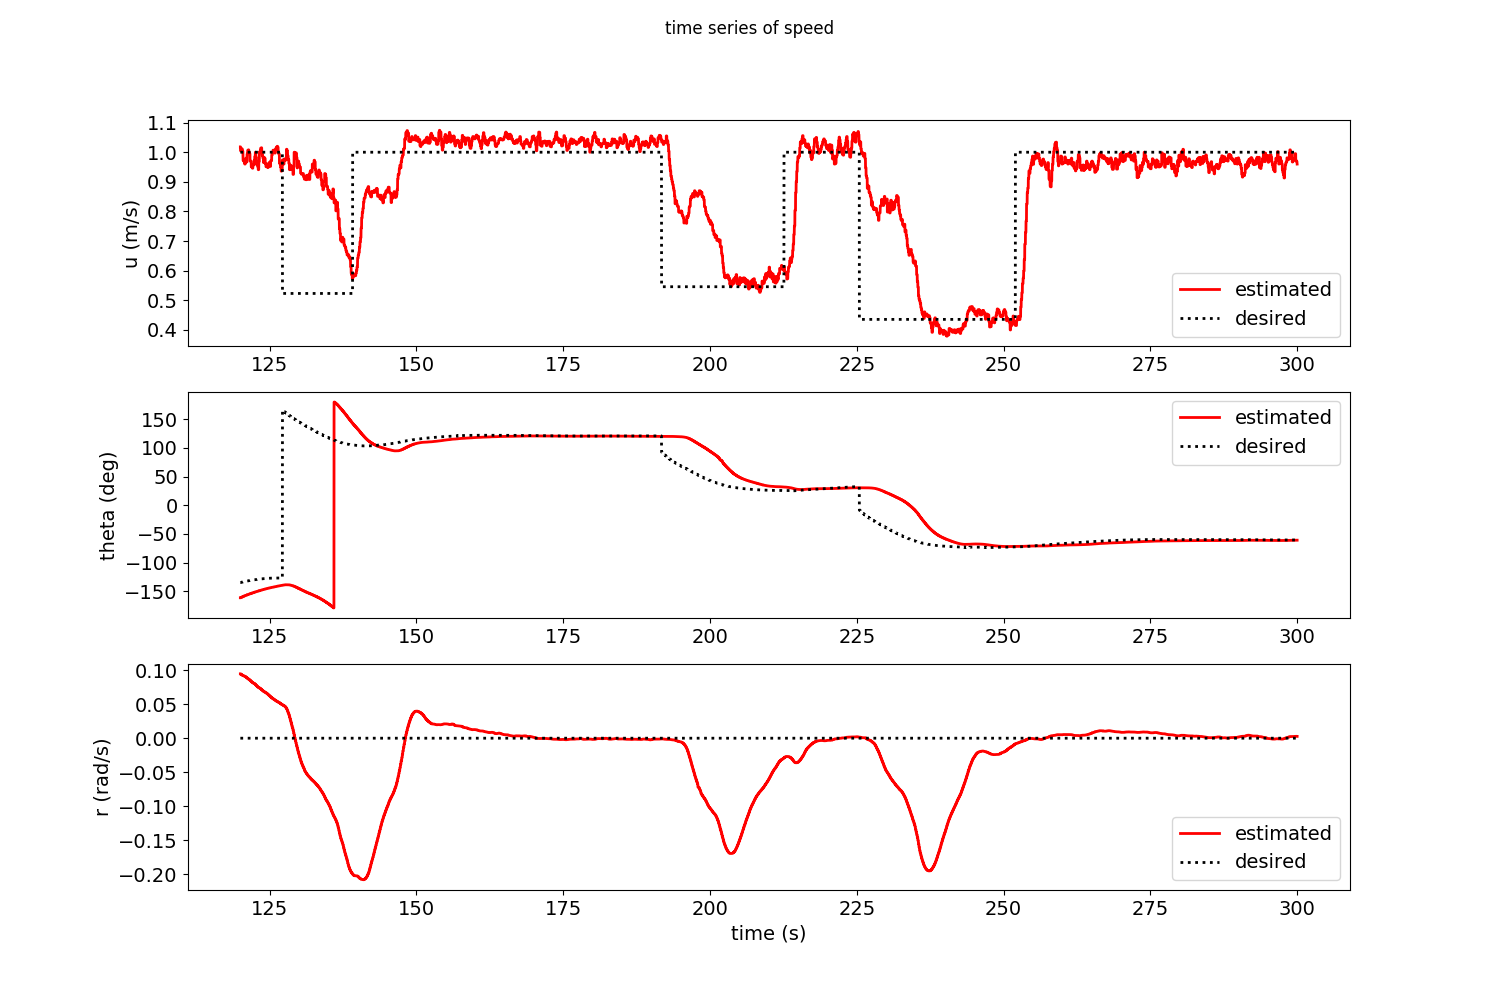 time series of speed
1.1
1.0
0.9
0.8
0.7
0.6
0.5
0.4
u (m/s)
estimated
desired
125 150 175 200 225 250 275 300
150
100
50
0
−50
−100
−150
theta (deg)
estimated
desired
125 150 175 200 225 250 275 300
0.10
0.05
0.00
−0.05
−0.10
−0.15
−0.20
r (rad/s)
estimated
desired
125 150 175 200 225 250 275 300
time (s)